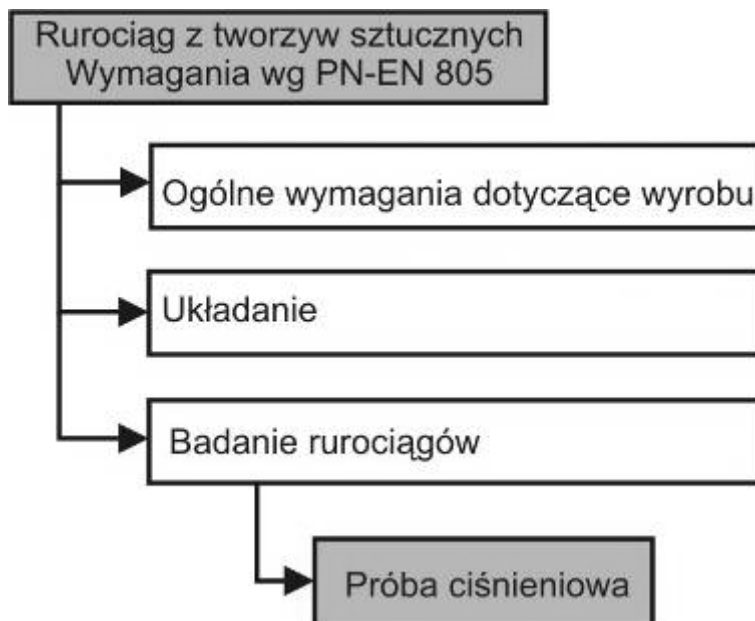 Rurociąg z tworzyw sztucznych
Wymagania wg PN-EN 805
Ogólne wymagania dotyczące wyrobu
Układanie
Badanie rurociągów
Próba ciśnieniowa